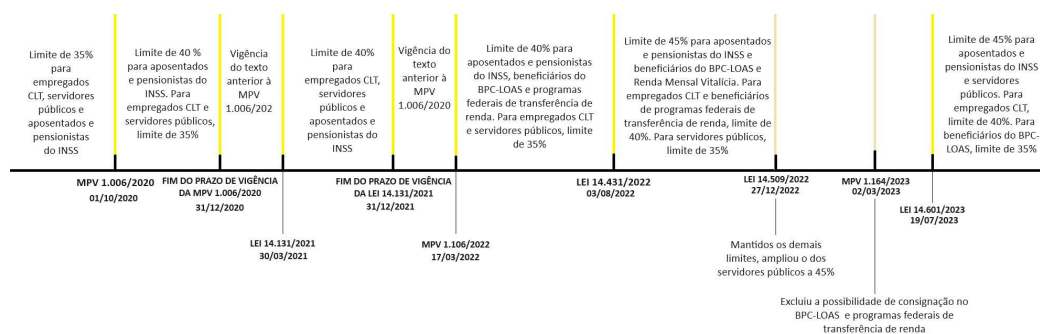 Limite de 35%
para
empregados
CLT, servidores
públicos e
aposentados e
pensionistas
do INSS
Limite de 40 %
para aposentados
e pensionistas do
INSS. Para
empregados CLT e
servidores públicos,
limite de 35%
Vigência
do texto
anterior à
MPV
1.006/202
Limite de 40%
para
empregados CLT,
servidores
públicos e
aposentados e
pensionistas do
INSS
Vigência do
texto
anterior à
MPV
1.006/2020
Limite de 40% para
aposentados e pensionistas
do INSS, beneficiários do
BPC-LOAS e programas
federais de transferência de
renda. Para empregados CLT
e servidores públicos, limite
de 35%
Limite de 45% para aposentados
e pensionistas do INSS e
beneficiários do BPC-LOAS e
Renda Mensal Vitalícia. Para
empregados CLT e beneficiários
de programas federais de
transferência de renda, limite de
40%. Para servidores públicos,
limite de 35%
Limite de 45% para
aposentados e
pensionistas do INSS
e servidores
públicos. Para
empregados CLT,
limite de 40%. Para
beneficiários do BPC-
LOAS, limite de 35%
MPV 1.006/2020
01/10/2020
FIM DO PRAZO DE VIGÊNCIA
DA MPV 1.006/2020
31/12/2020
LEI 14.131/2021
30/03/2021
FIM DO PRAZO DE VIGÊNCIA
DA LEI 14.131/2021
31/12/2021
MPV 1.106/2022
17/03/2022
LEI 14.431/2022
03/08/2022
LEI 14.509/2022
27/12/2022
Mantidos os demais
limites, ampliou o dos
servidores públicos a 45%
MPV 1.164/2023
02/03/2023
Excluiu a possibilidade de consignação no
BPC-LOAS e programas federais de
transferência de renda
LEI 14.601/2023
19/07/2023